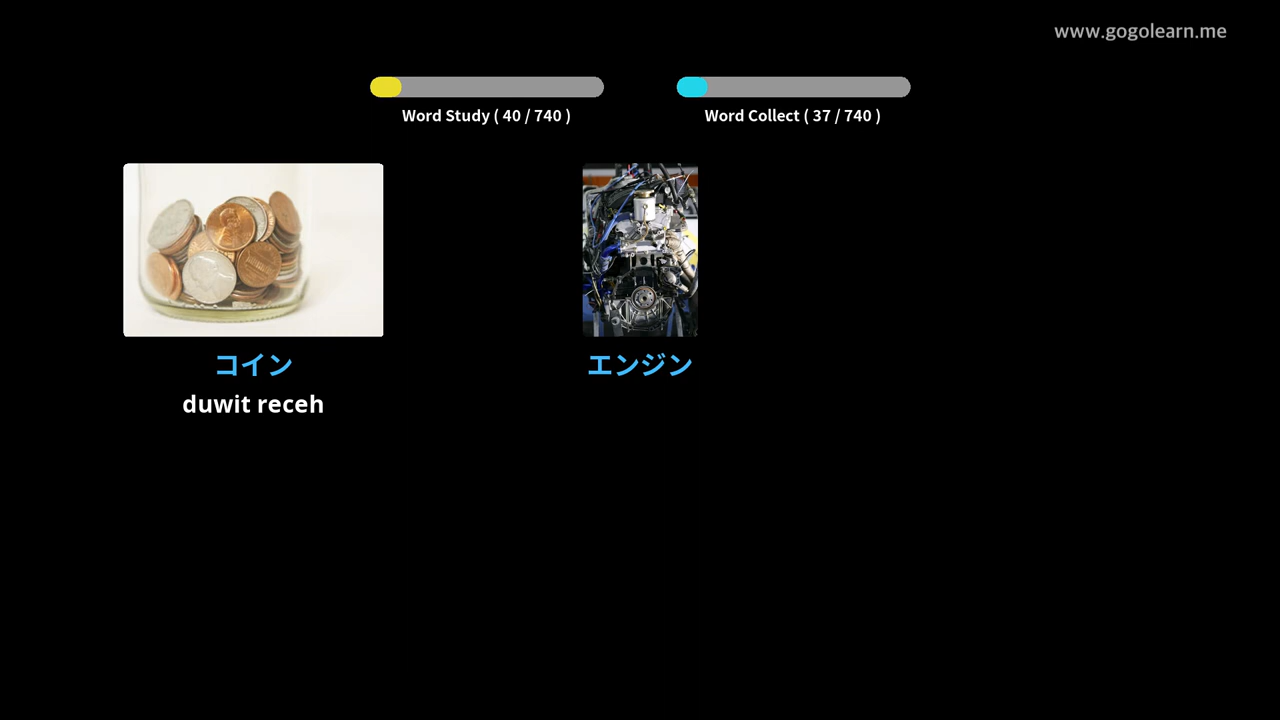 www.gogolearn.me
Word Study ( 40 / 740 )
Word Collect ( 37 / 740 )
コイン
エンジン
duwit receh